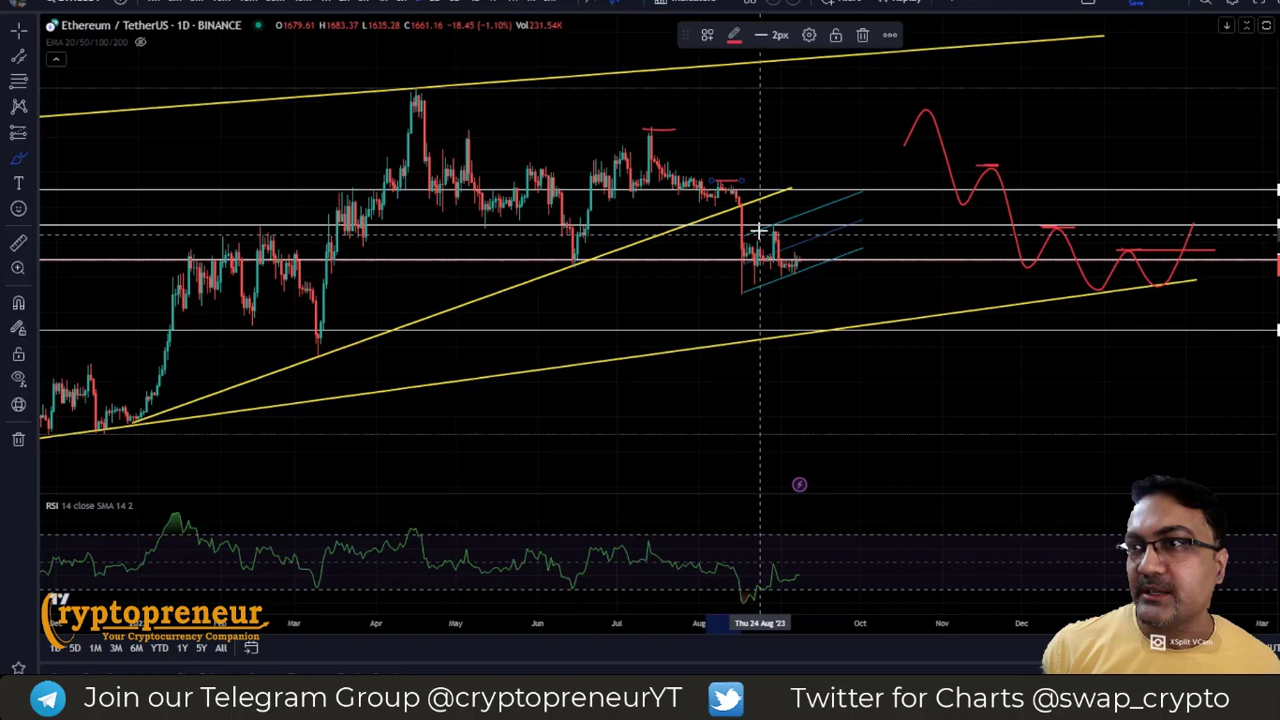 Ethereum / TetherUS · 1D · BINANCE O1679.61 H1683.37 L1635.28 C1661.16 −18.45 (−1.10%) Vol231.54K
EMA 20/50/100/200
2px
RSI 14 close SMA 14 2
Mar Apr May Jun Jul Aug Thu 24 Aug '23 Oct Nov Dec Mar
Cryptopreneur
Your Cryptocurrency Companion
5D 1M 3M 6M YTD 1Y 5Y All
XSplit VCam
Join our Telegram Group @cryptopreneurYT
Twitter for Charts @swap_crypto